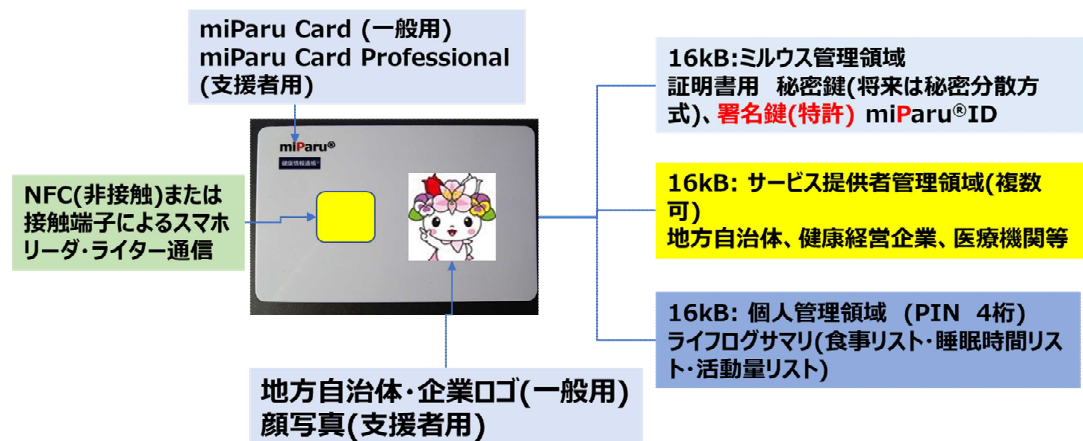 miParu Card (一般用)
miParu Card Professional
(支援者用)
miParu®
健康情報通帳®
NFC(非接触)または
接触端子によるスマホ
リーダ・ライター通信
地方自治体・企業ロゴ(一般用)
顔写真(支援者用)
16kB:ミルウス管理領域
証明書用　秘密鍵(将来は秘密分散方
式)、署名鍵(特許) miParu®ID
16kB: サービス提供者管理領域(複数
可)
地方自治体、健康経営企業、医療機関等
16kB: 個人管理領域　(PIN　4桁)
ライフログサマリ(食事リスト・睡眠時間リス
ト・活動量リスト)